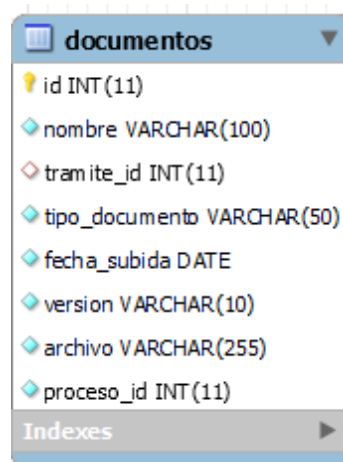 documentos
id INT(11)
nombre VARCHAR(100)
tramite_id INT(11)
tipo_documento VARCHAR(50)
fecha_subida DATE
version VARCHAR(10)
archivo VARCHAR(255)
proceso_id INT(11)
Indexes